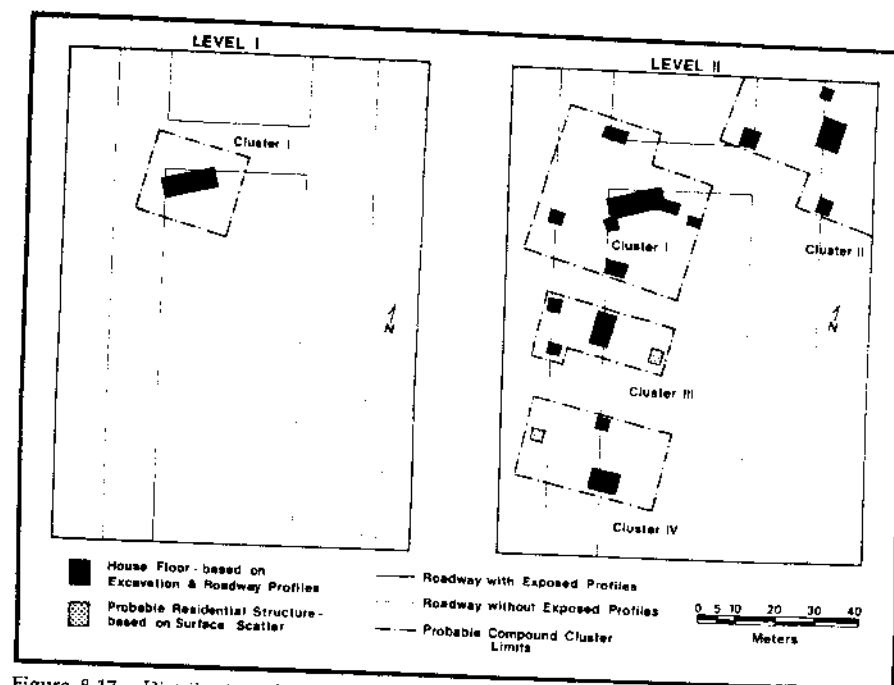 LEVEL I
Cluster I
N
LEVEL II
Cluster I
Cluster II
N
Cluster III
Cluster IV
House Floor - based on
Excavation & Roadway Profiles
Probable Residential Structure -
based on Surface Scatter
Roadway with Exposed Profiles
Roadway without Exposed Profiles
Probable Compound Cluster
Limits
0 5 10 20 30 40
Meters
Figure 8.17